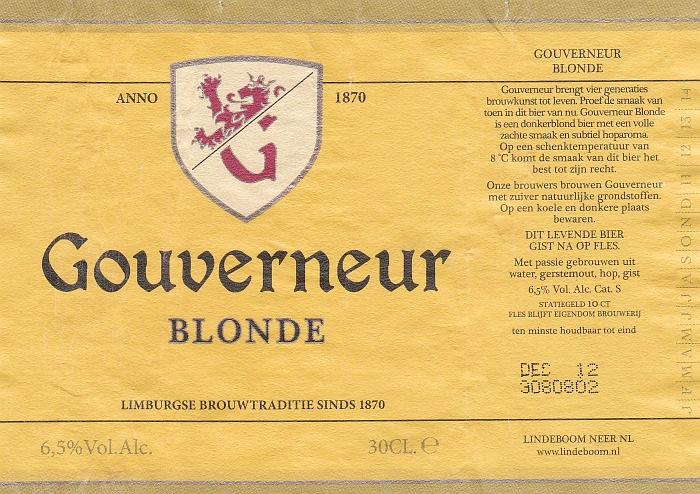 ANNO
1870
G
Gouverneur
BLONDE
LIMBURGSE BROUWTRADITIE SINDS 1870
6,5%Vol.Alc.
30CL. ℮
GOUVERNEUR
BLONDE
Gouverneur brengt vier generaties
brouwkunst tot leven. Proef de smaak van
toen in dit bier van nu. Gouverneur Blonde
is een donkerblond bier met een volle
zachte smaak en subtiel hoparoma.
Op een schenktemperatuur van
8 °C komt de smaak van dit bier het
best tot zijn recht.
Onze brouwers brouwen Gouverneur
met zuiver natuurlijke grondstoffen.
Op een koele en donkere plaats
bewaren.
DIT LEVENDE BIER
GIST NA OP FLES.
Met passie gebrouwen uit
water, gerstemout, hop, gist
6,5% Vol. Alc. Cat. S
STATIEGELD 10 CT
FLES BLIJFT EIGENDOM BROUWERIJ
ten minste houdbaar tot eind
DEC 12
3080802
LINDEBOOM NEER NL
www.lindeboom.nl
J|F|M|A|M|J|J|A|S|O|N|D 11 12 13 14